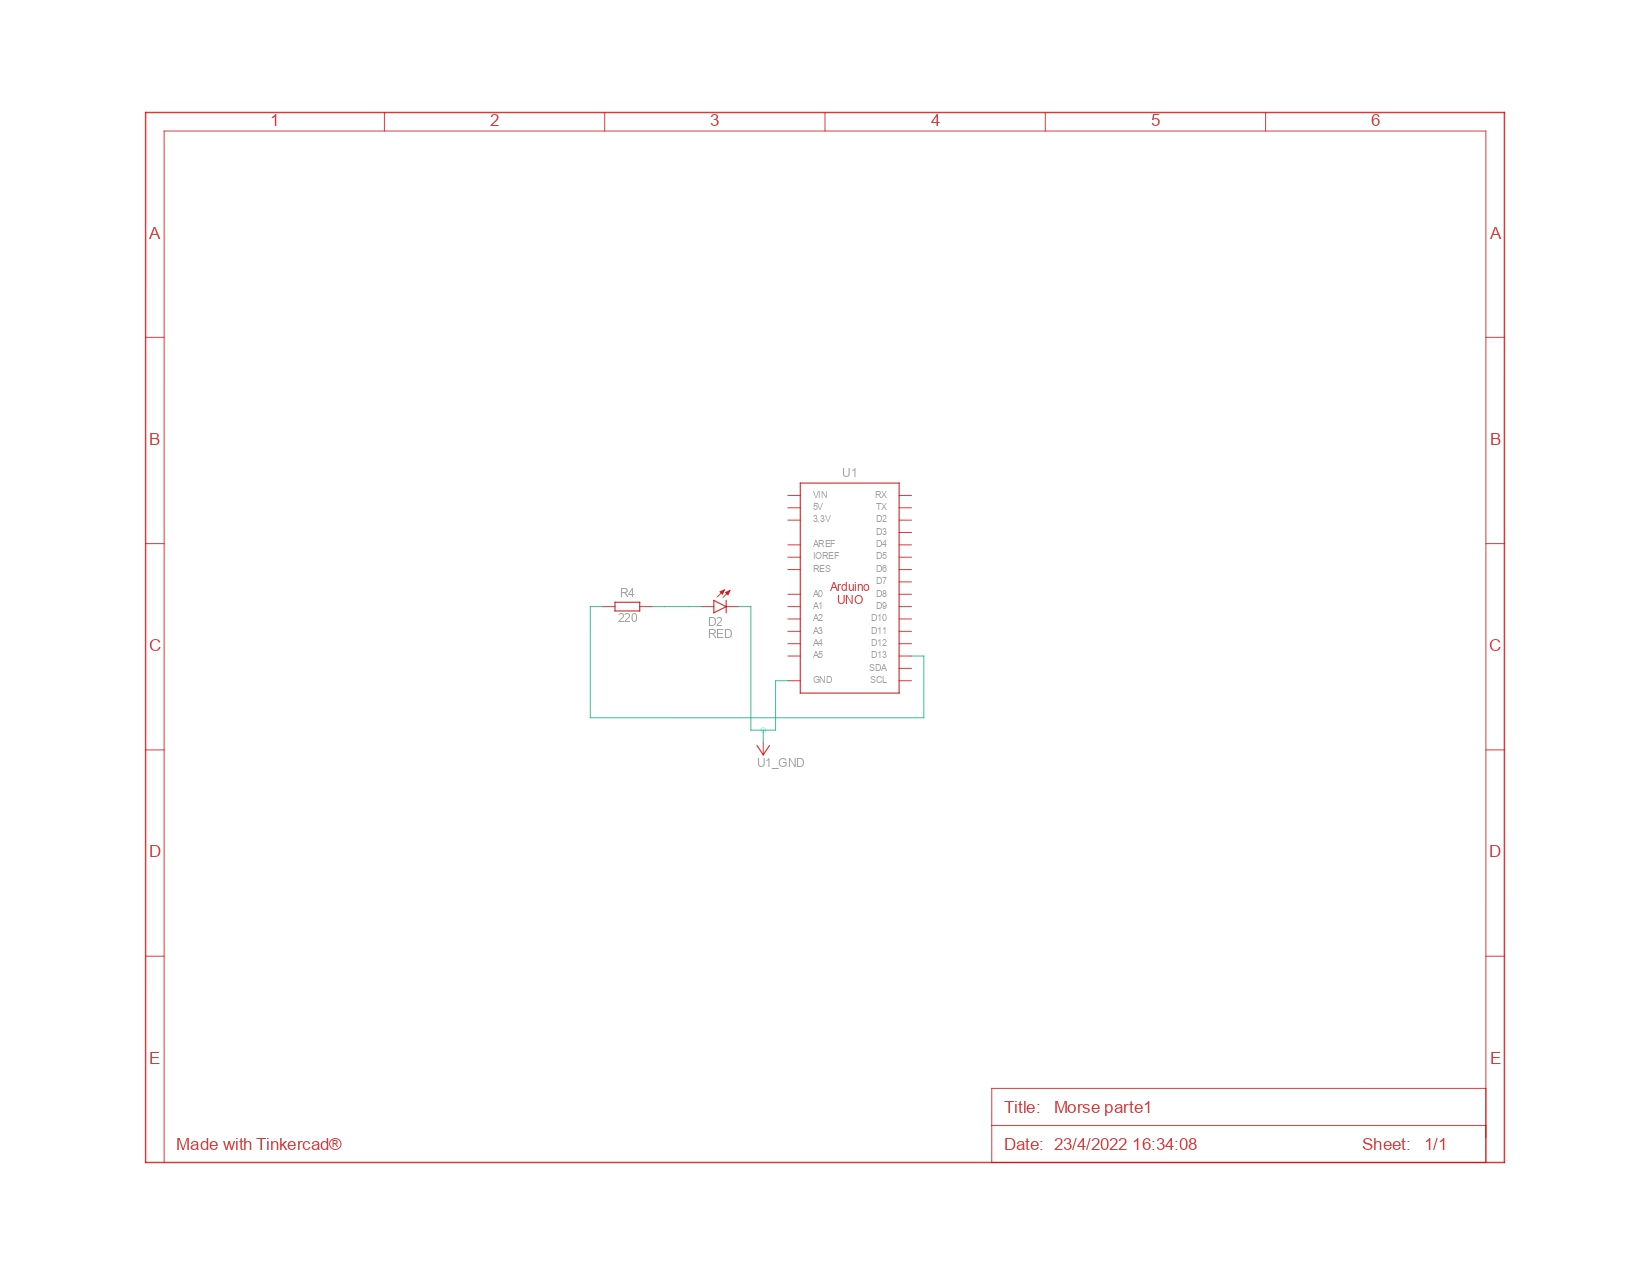 1 2 3 4 5 6
A A
B B
C C
D D
E E
U1
VIN RX
5V TX
3.3V D2
D3
AREF D4
IOREF D5
RES D6
D7
Arduino
UNO
A0 D8
A1 D9
A2 D10
A3 D11
A4 D12
A5 D13
SDA
GND SCL
R4
220
D2
RED
U1_GND
Title: Morse parte1
Date: 23/4/2022 16:34:08 Sheet: 1/1
Made with Tinkercad®